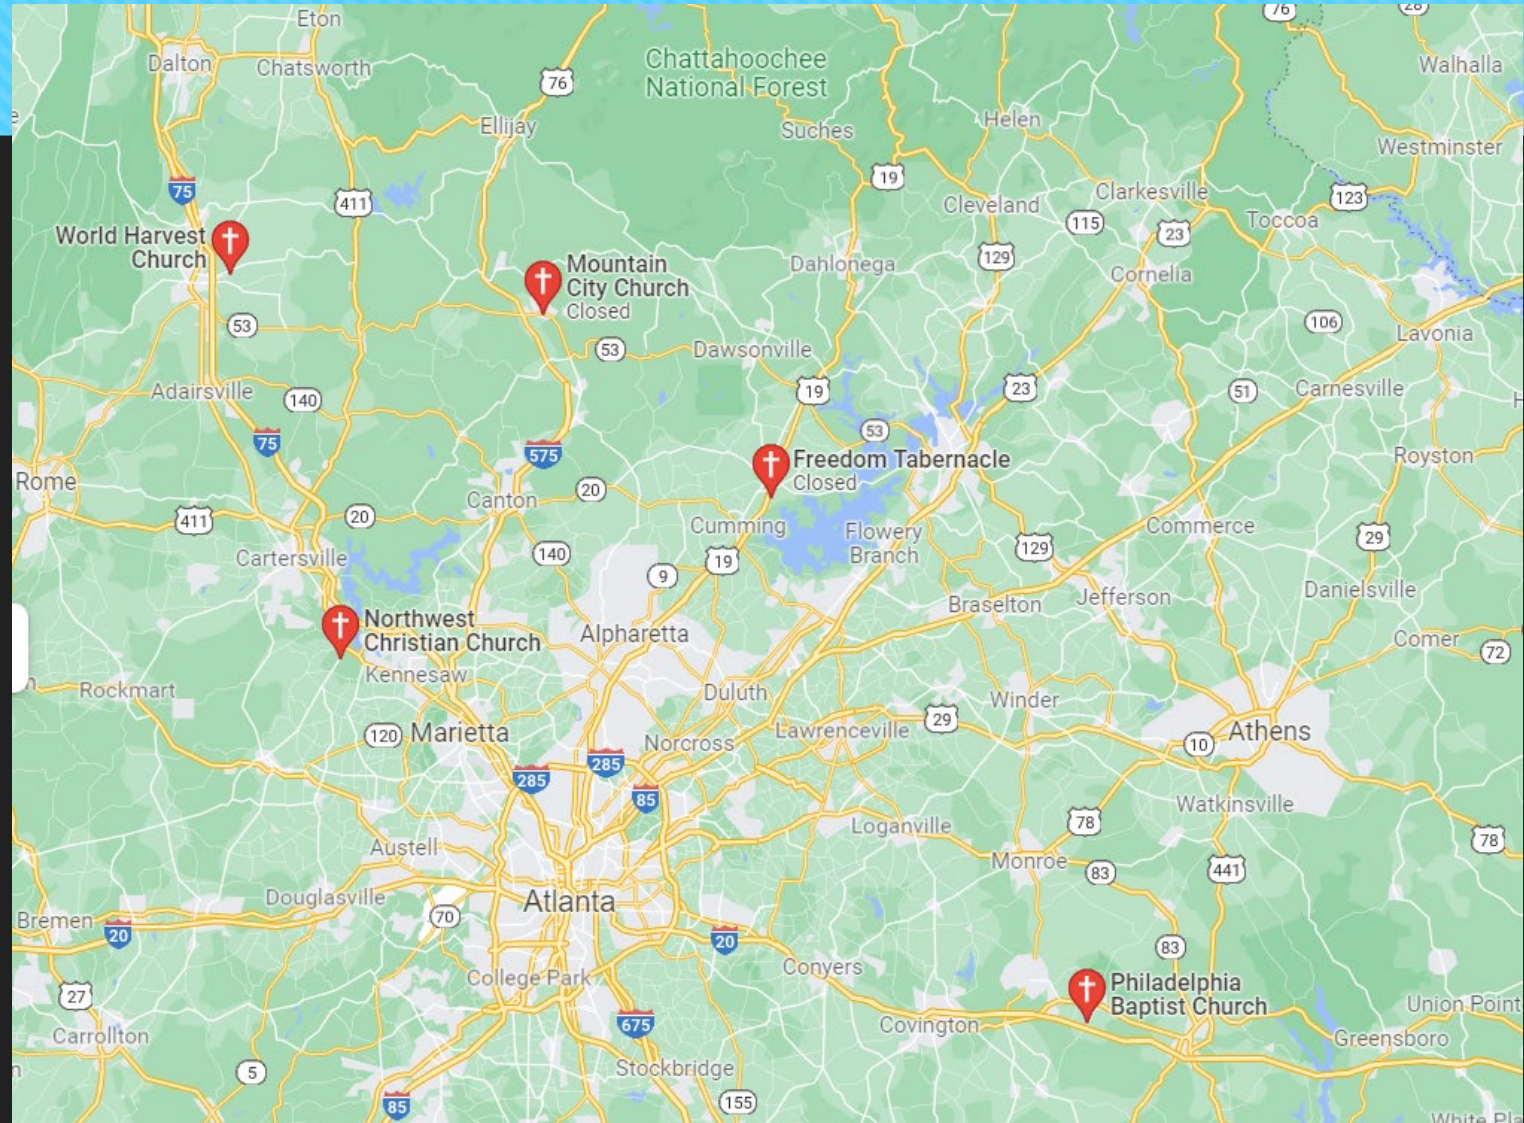 Eton
76
28
Dalton
Chatsworth
Chattahoochee
National Forest
Walhalla
76
Ellijay
Suches
Helen
Westminster
75
411
19
Cleveland
Clarkesville
123
115
23
Toccoa
World Harvest
Church
Mountain
City Church
Closed
Dahlonega
129
Cornelia
53
53
Dawsonville
106
Lavonia
Adairsville
140
19
23
51
Carnesville
75
53
Royston
575
Freedom Tabernacle
Closed
Rome
Canton
20
411
20
Cumming
Flowery
Branch
Commerce
29
Cartersville
140
9
19
129
Danielsville
Braselton
Jefferson
Northwest
Christian Church
Alpharetta
Comer
72
Kennesaw
Rockmart
Duluth
Winder
120
Marietta
Norcross
Lawrenceville
29
10
Athens
285
285
85
Watkinsville
78
78
Loganville
Austell
Monroe
83
441
Douglasville
Atlanta
Bremen
20
70
20
83
College Park
Conyers
Philadelphia
Baptist Church
27
Carrollton
675
Covington
Union Point
Greensboro
5
Stockbridge
85
155
White Pla